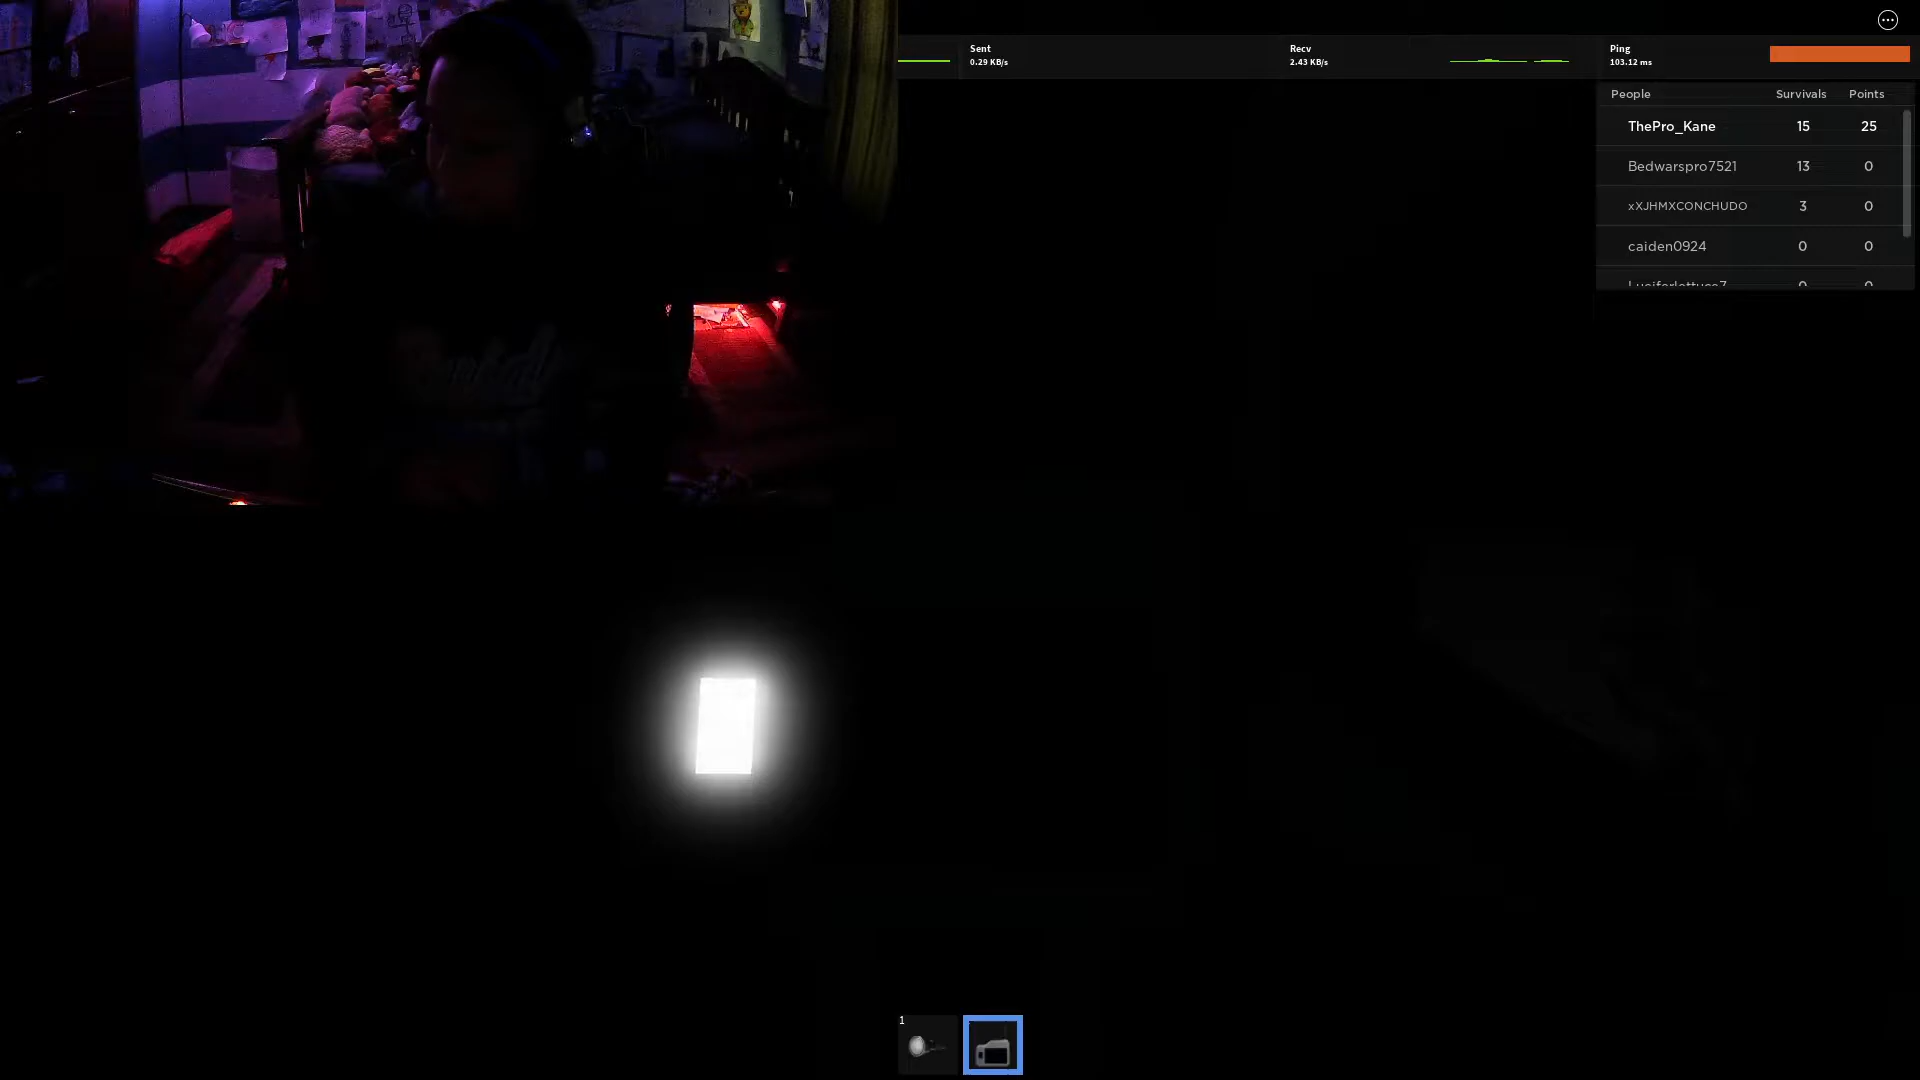 Sent
0.29 KB/s
Recv
2.43 KB/s
Ping
103.12 ms
People Survivals Points
ThePro_Kane 15 25
Bedwarspro7521 13 0
xXJHMXCONCHUDO 3 0
caiden0924 0 0
1